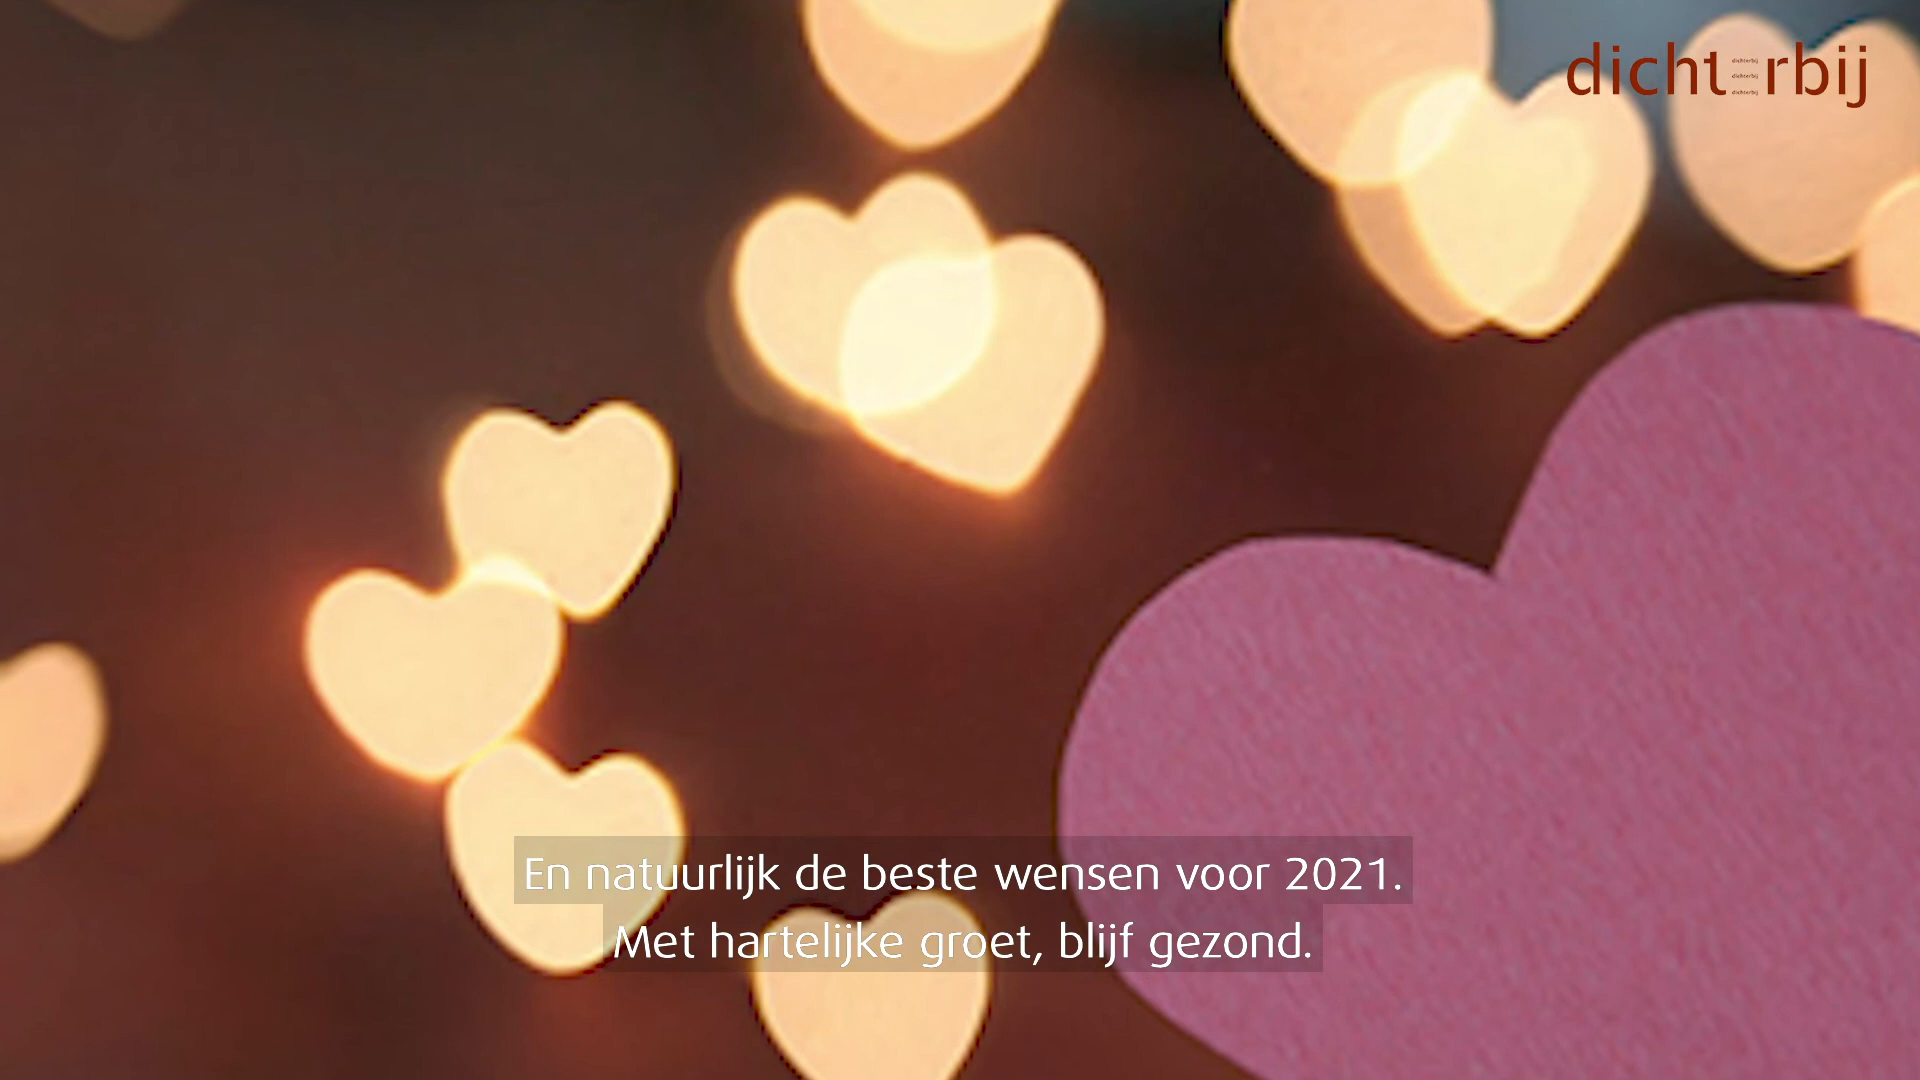 dichterbij
En natuurlijk de beste wensen voor 2021.
Met hartelijke groet, blijf gezond.